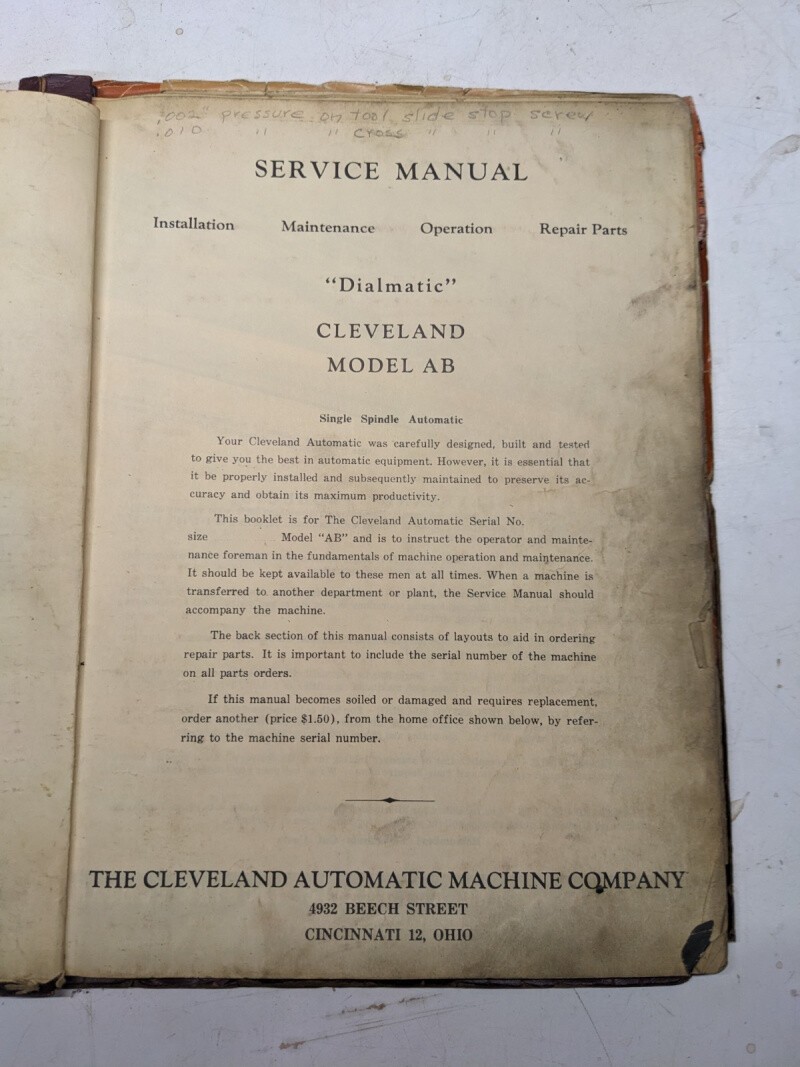 .002" pressure on tool slide stop screw
.010 " " cross " " "
SERVICE MANUAL
Installation Maintenance Operation Repair Parts
“Dialmatic”
CLEVELAND
MODEL AB
Single Spindle Automatic
Your Cleveland Automatic was carefully designed, built and tested
to give you the best in automatic equipment. However, it is essential that
it be properly installed and subsequently maintained to preserve its ac-
curacy and obtain its maximum productivity.
This booklet is for The Cleveland Automatic Serial No.
size Model “AB” and is to instruct the operator and mainte-
nance foreman in the fundamentals of machine operation and maintenance.
It should be kept available to these men at all times. When a machine is
transferred to another department or plant, the Service Manual should
accompany the machine.
The back section of this manual consists of layouts to aid in ordering
repair parts. It is important to include the serial number of the machine
on all parts orders.
If this manual becomes soiled or damaged and requires replacement,
order another (price $1.50), from the home office shown below, by refer-
ring to the machine serial number.
THE CLEVELAND AUTOMATIC MACHINE COMPANY
4932 BEECH STREET
CINCINNATI 12, OHIO